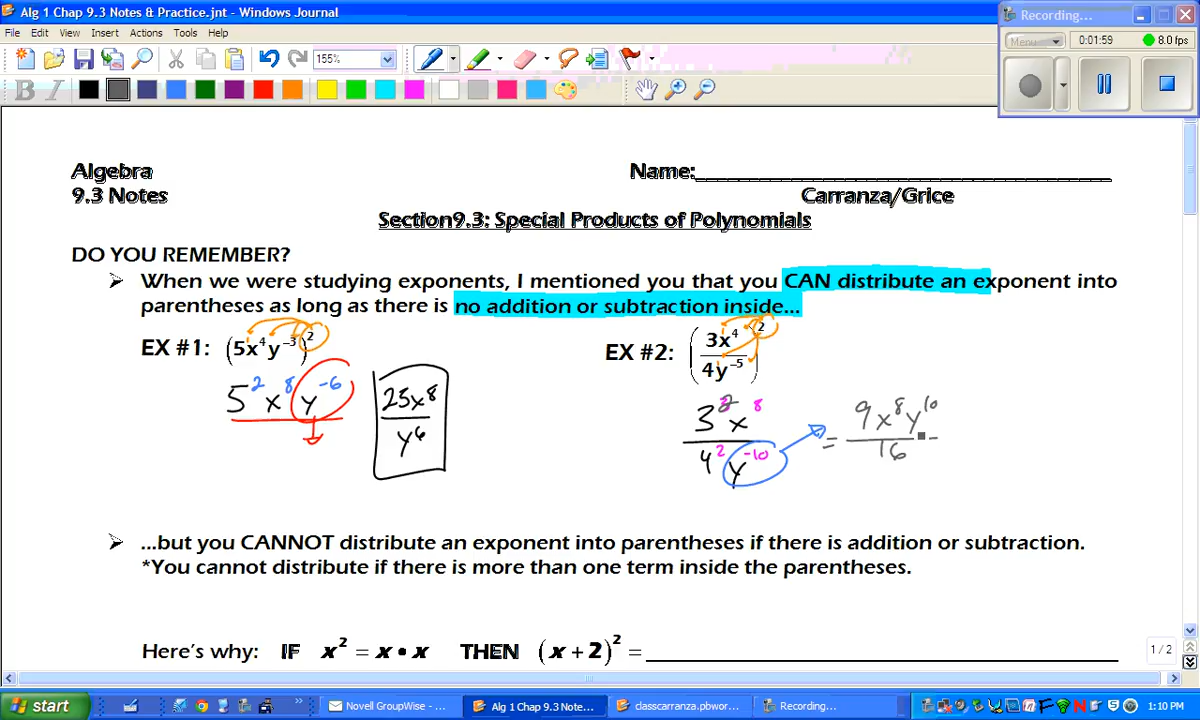 Alg 1 Chap 9.3 Notes & Practice.jnt - Windows Journal
Recording...
File Edit View Insert Actions Tools Help
Menu 0:01:59 8.0 fps
155%
B I
Algebra Name:
9.3 Notes Carranza/Grice
Section9.3: Special Products of Polynomials
DO YOU REMEMBER?
➢ When we were studying exponents, I mentioned you that you CAN distribute an exponent into
parentheses as long as there is no addition or subtraction inside...
EX #1: (5x⁴y⁻³)² EX #2: (3x⁴/4y⁻⁵)²
5²x⁸y⁻⁶ 25x⁸/y⁶ 3²x⁸/4²y⁻¹⁰ = 9x⁸y¹⁰/16
➢ ...but you CANNOT distribute an exponent into parentheses if there is addition or subtraction.
*You cannot distribute if there is more than one term inside the parentheses.
Here's why: IF x² = x • x THEN (x + 2)² =
1 / 2
start Novell GroupWise - ... Alg 1 Chap 9.3 Note... classcarranza.pbwor... Recording... 1:10 PM